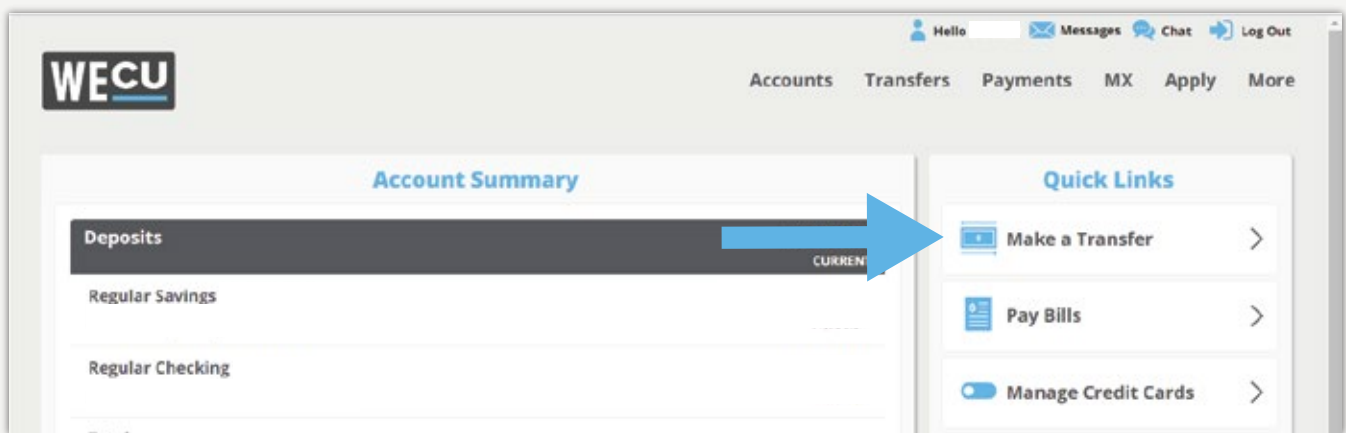 Hello Messages Chat Log Out
WECU
Accounts Transfers Payments MX Apply More
Account Summary
Deposits
Regular Savings
Regular Checking
Quick Links
Make a Transfer
Pay Bills
Manage Credit Cards